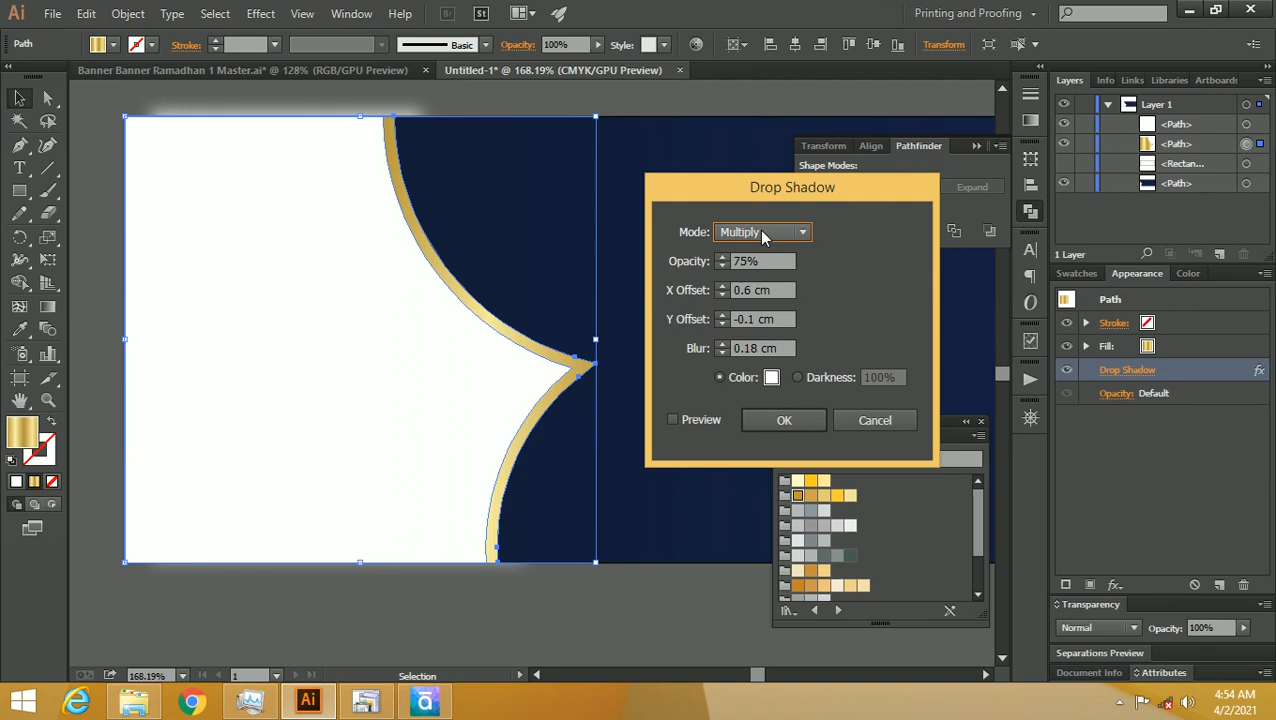 Ai File Edit Object Type Select Effect View Window Help Br St Printing and Proofing
Path Stroke: Basic Opacity: 100% Style: Transform
Banner Banner Ramadhan 1 Master.ai* @ 128% (RGB/GPU Preview) × Untitled-1* @ 168.19% (CMYK/GPU Preview) ×
Layers Info Links Libraries Artboards
Layer 1
<Path>
<Path>
<Rectan...
<Path>
1 Layer
Transform Align Pathfinder
Shape Modes:
Expand
Drop Shadow
Mode: Multiply
Opacity: 75%
X Offset: 0.6 cm
Y Offset: -0.1 cm
Blur: 0.18 cm
Color: Darkness: 100%
Preview OK Cancel
Swatches Appearance Color
Path
Stroke:
Fill:
Drop Shadow fx
Opacity: Default
Transparency
Normal Opacity: 100%
Separations Preview
Document Info Attributes
168.19% 1 Selection
Ai
4:54 AM
4/2/2021